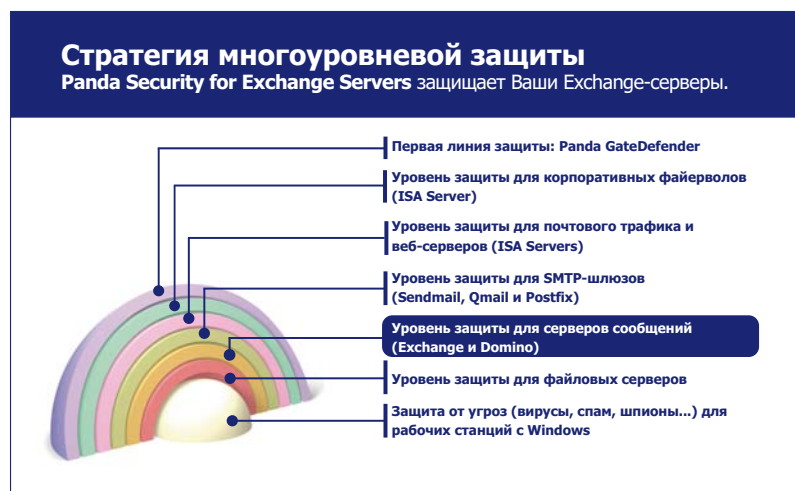 Стратегия многоуровневой защиты
Panda Security for Exchange Servers защищает Ваши Exchange-серверы.
Первая линия защиты: Panda GateDefender
Уровень защиты для корпоративных файерволов
(ISA Server)
Уровень защиты для почтового трафика и
веб-серверов (ISA Servers)
Уровень защиты для SMTP-шлюзов
(Sendmail, Qmail и Postfix)
Уровень защиты для серверов сообщений
(Exchange и Domino)
Уровень защиты для файловых серверов
Защита от угроз (вирусы, спам, шпионы...) для
рабочих станций с Windows